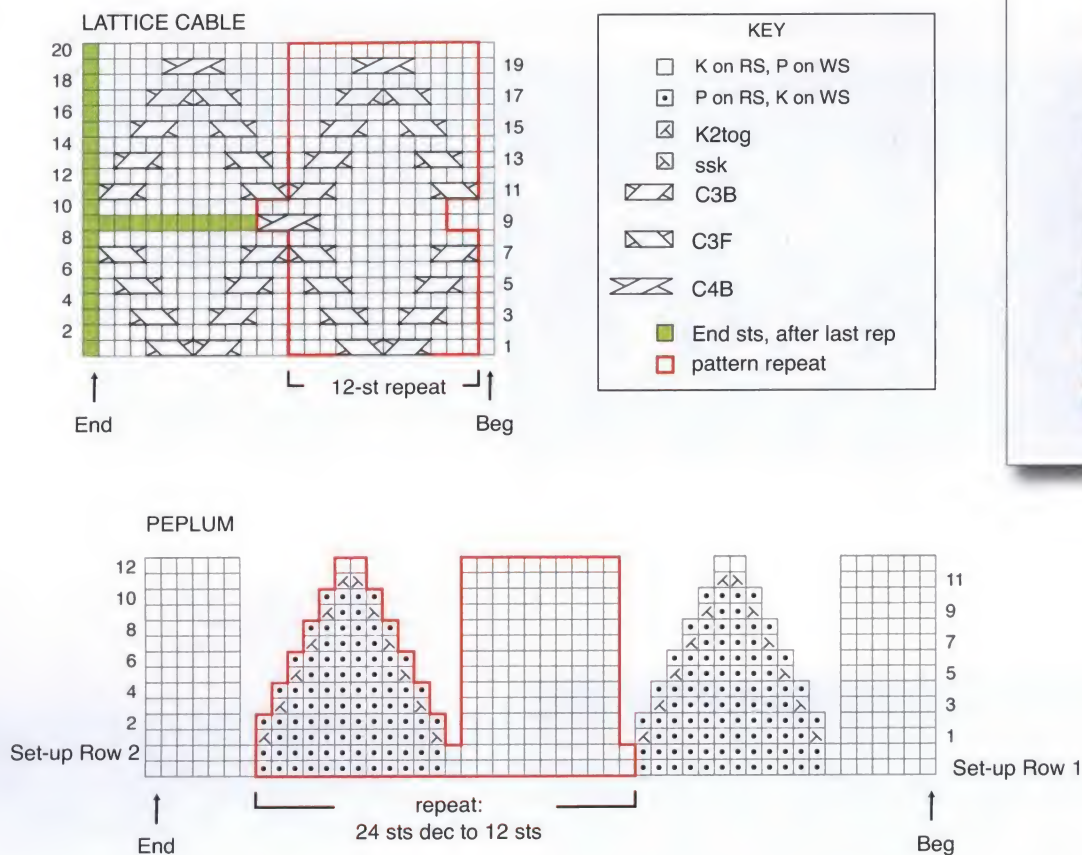 LATTICE CABLE
20
18
16
14
12
10
8
6
4
2
19
17
15
13
11
9
7
5
3
1
12-st repeat
End
Beg
KEY
K on RS, P on WS
P on RS, K on WS
K2tog
ssk
C3B
C3F
C4B
End sts, after last rep
pattern repeat
PEPLUM
12
10
8
6
4
2
Set-up Row 2
11
9
7
5
3
1
Set-up Row 1
repeat:
24 sts dec to 12 sts
End
Beg